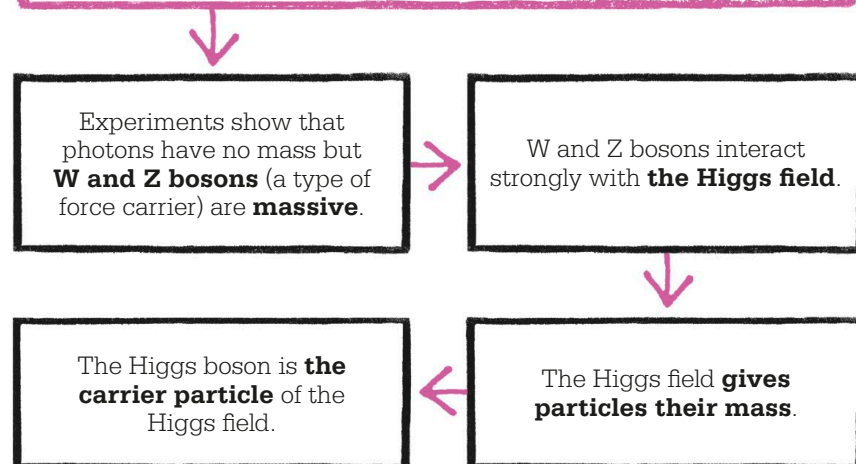 Experiments show that
photons have no mass but
W and Z bosons (a type of
force carrier) are massive.
W and Z bosons interact
strongly with the Higgs field.
The Higgs field gives
particles their mass.
The Higgs boson is the
carrier particle of the
Higgs field.